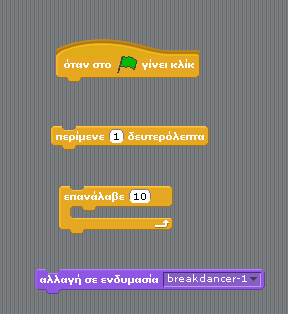 όταν στο γίνει κλικ
περίμενε 1 δευτερόλεπτα
επανάλαβε 10
αλλαγή σε ενδυμασία breakdancer-1